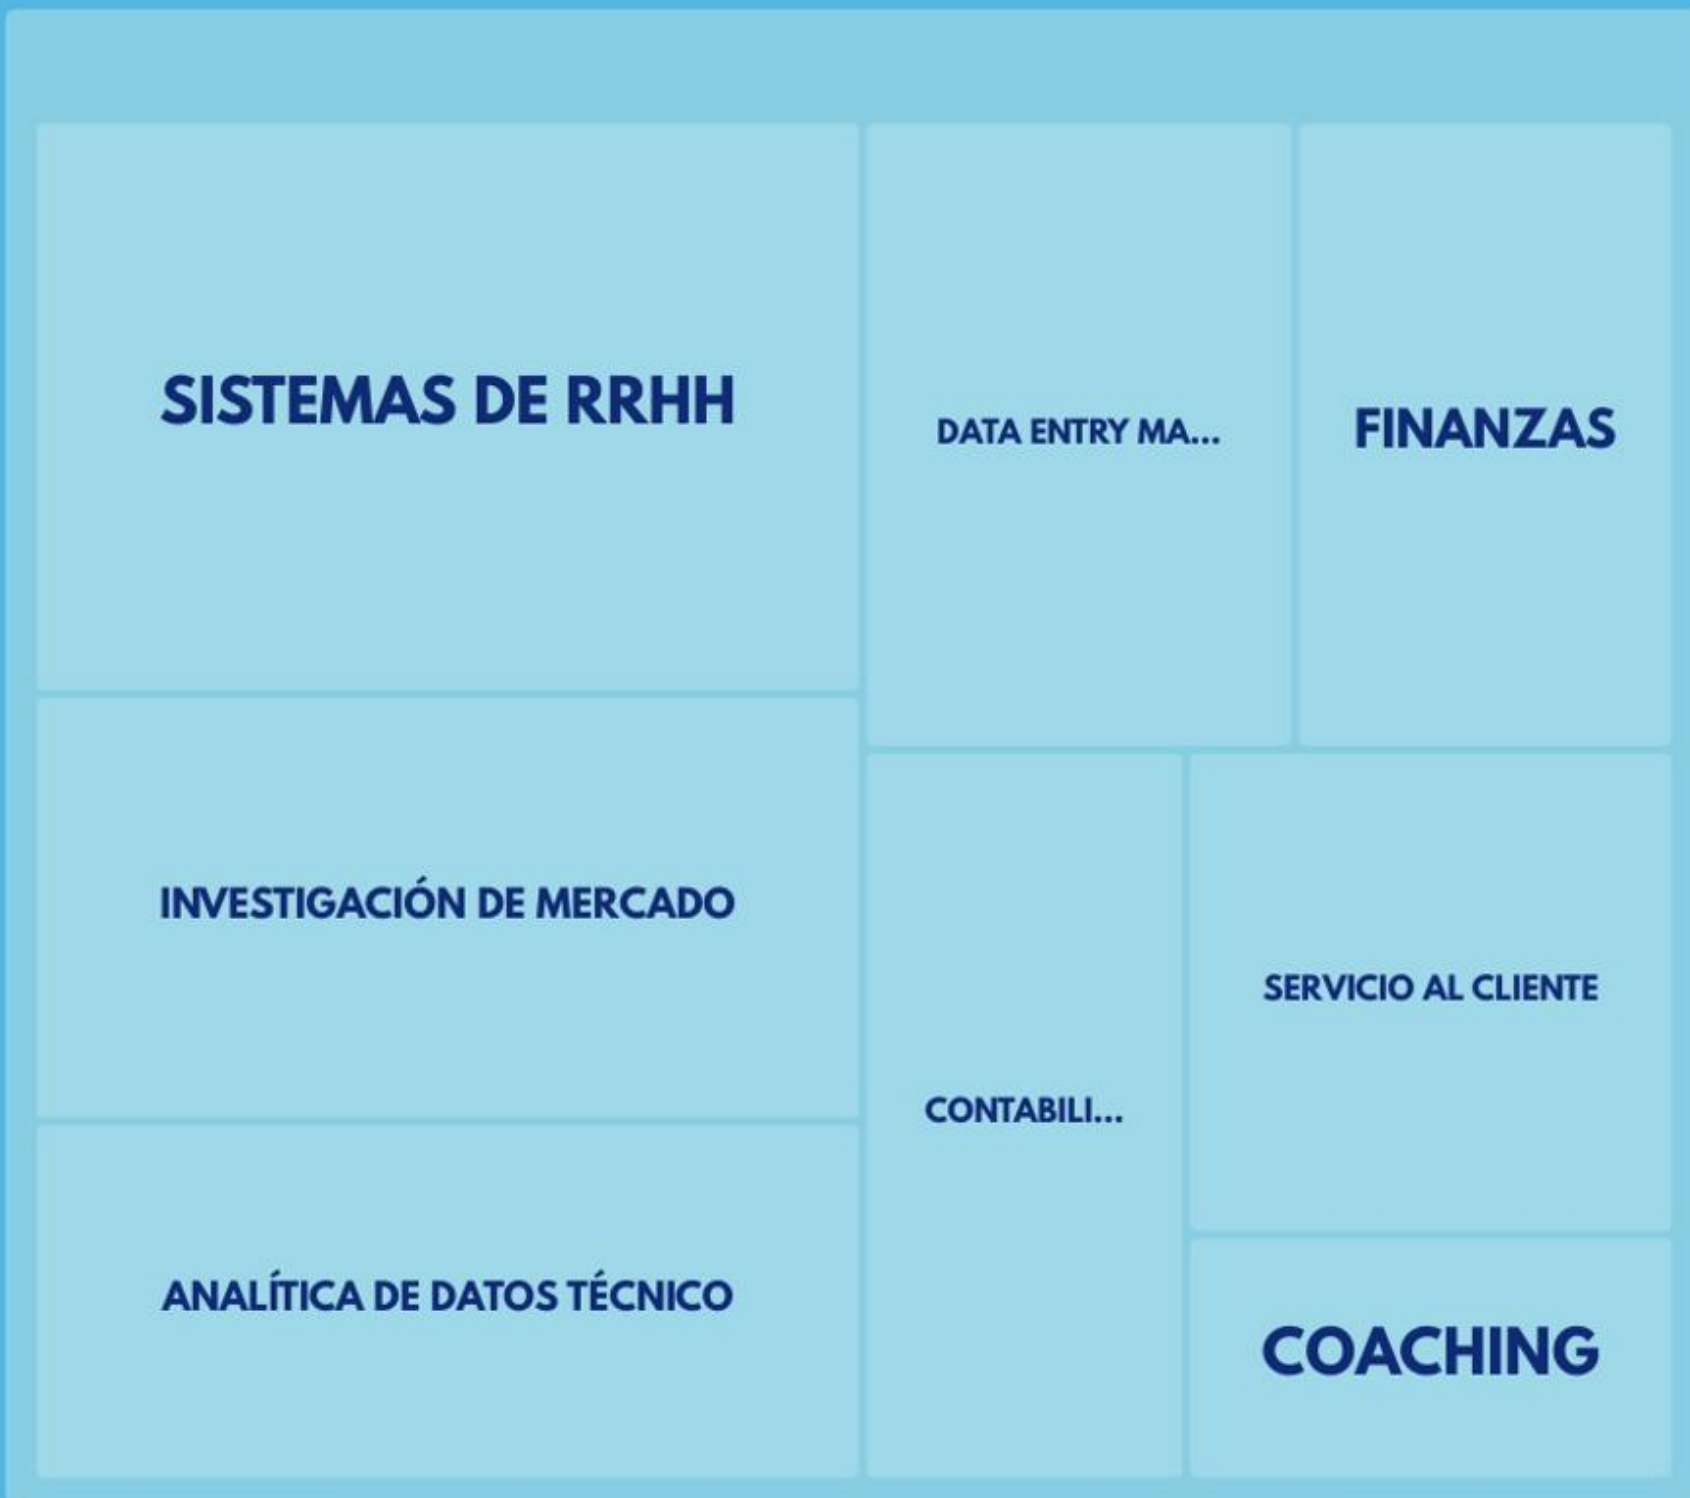 SISTEMAS DE RRHH
DATA ENTRY MA...
FINANZAS
INVESTIGACIÓN DE MERCADO
SERVICIO AL CLIENTE
CONTABILI...
ANALÍTICA DE DATOS TÉCNICO
COACHING